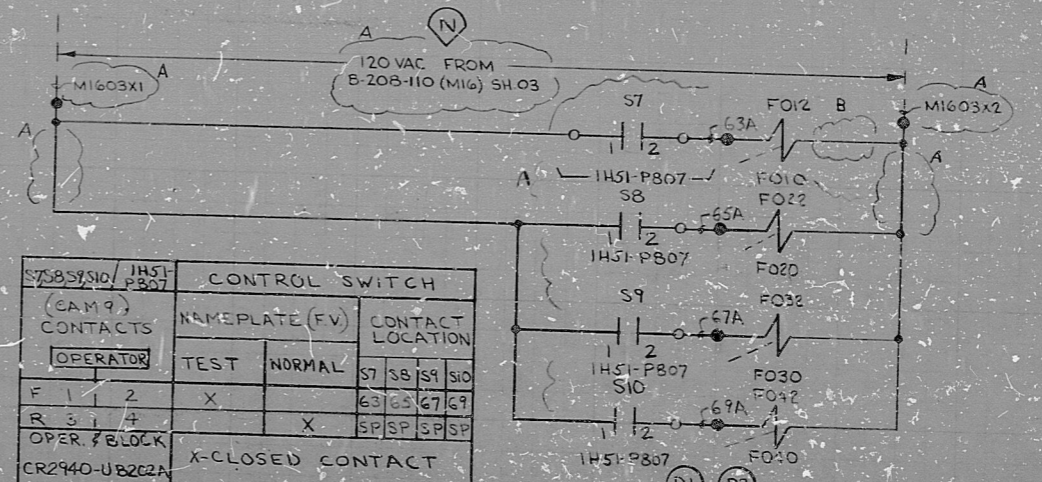 N
A
120 VAC FROM
B-208-110 (M16) SH.03
A
M1603X1
A
M1603X2
S7
F012
B
A
63A
1 2
A
A
1H51-P807
F010
S8
F022
65A
1 2
1H51-P807
F020
S9
F032
67A
1 2
1H51-P807
F030
S10
F042
69A
1 2
1H51-P807
F040
S7,S8,S9,S10/ 1H51-P807
CONTROL SWITCH
(CAM 9)
CONTACTS
NAMEPLATE (F.V)
CONTACT
LOCATION
OPERATOR
TEST
NORMAL
S7 S8 S9 S10
F 1 2 X 63 65 67 69
R 3 4 X SP SP SP SP
OPER. & BLOCK
CR2940-UB202A
X-CLOSED CONTACT